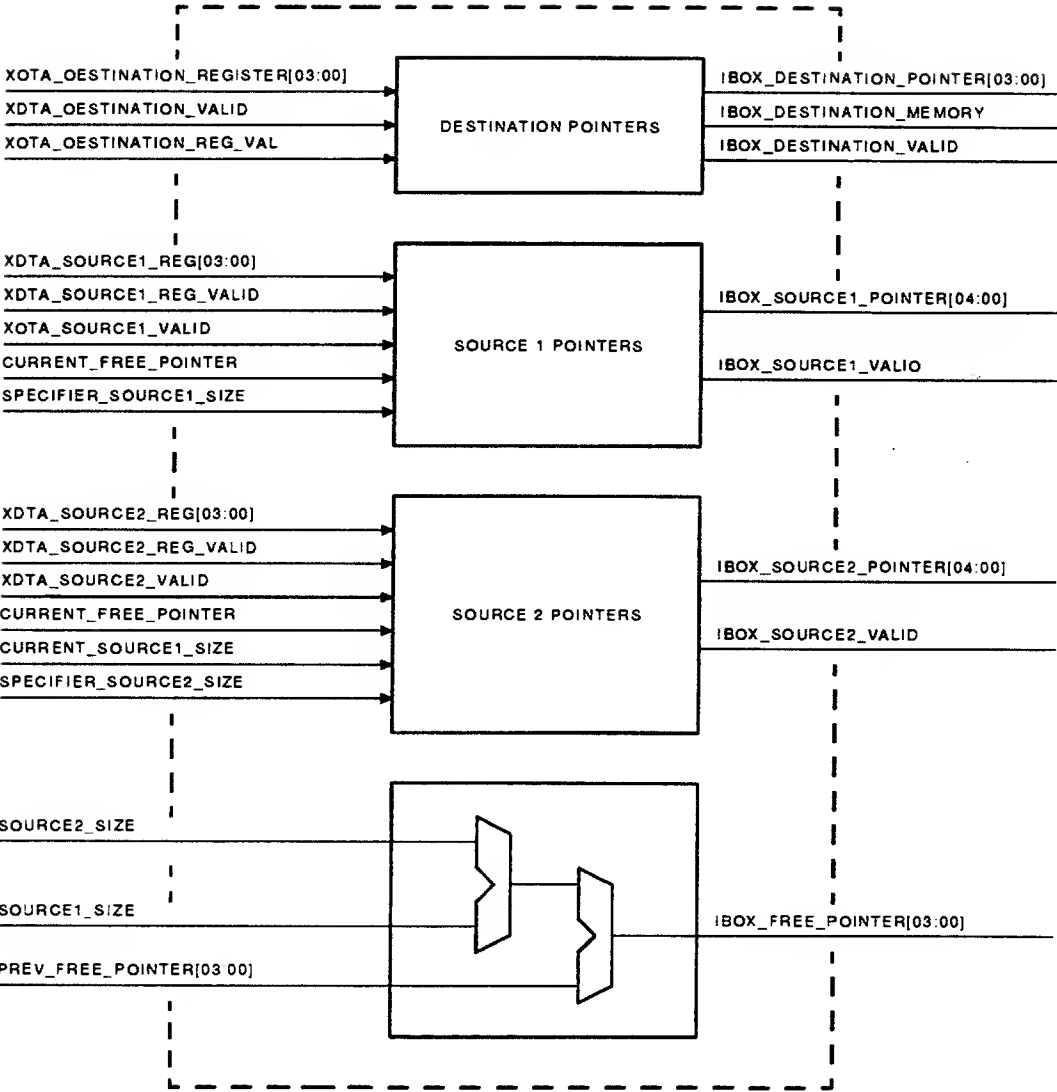 XOTA_OESTINATION_REGISTER[03:00]
XDTA_OESTINATION_VALID
XOTA_OESTINATION_REG_VAL
DESTINATION POINTERS
IBOX_DESTINATION_POINTER[03:00]
IBOX_DESTINATION_MEMORY
IBOX_DESTINATION_VALID
XDTA_SOURCE1_REG[03:00]
XDTA_SOURCE1_REG_VALID
XOTA_SOURCE1_VALID
CURRENT_FREE_POINTER
SPECIFIER_SOURCE1_SIZE
SOURCE 1 POINTERS
IBOX_SOURCE1_POINTER[04:00]
IBOX_SOURCE1_VALIO
XDTA_SOURCE2_REG[03:00]
XDTA_SOURCE2_REG_VALID
XDTA_SOURCE2_VALID
CURRENT_FREE_POINTER
CURRENT_SOURCE1_SIZE
SPECIFIER_SOURCE2_SIZE
SOURCE 2 POINTERS
IBOX_SOURCE2_POINTER[04:00]
IBOX_SOURCE2_VALID
SOURCE2_SIZE
SOURCE1_SIZE
PREV_FREE_POINTER[03 00]
IBOX_FREE_POINTER[03:00]